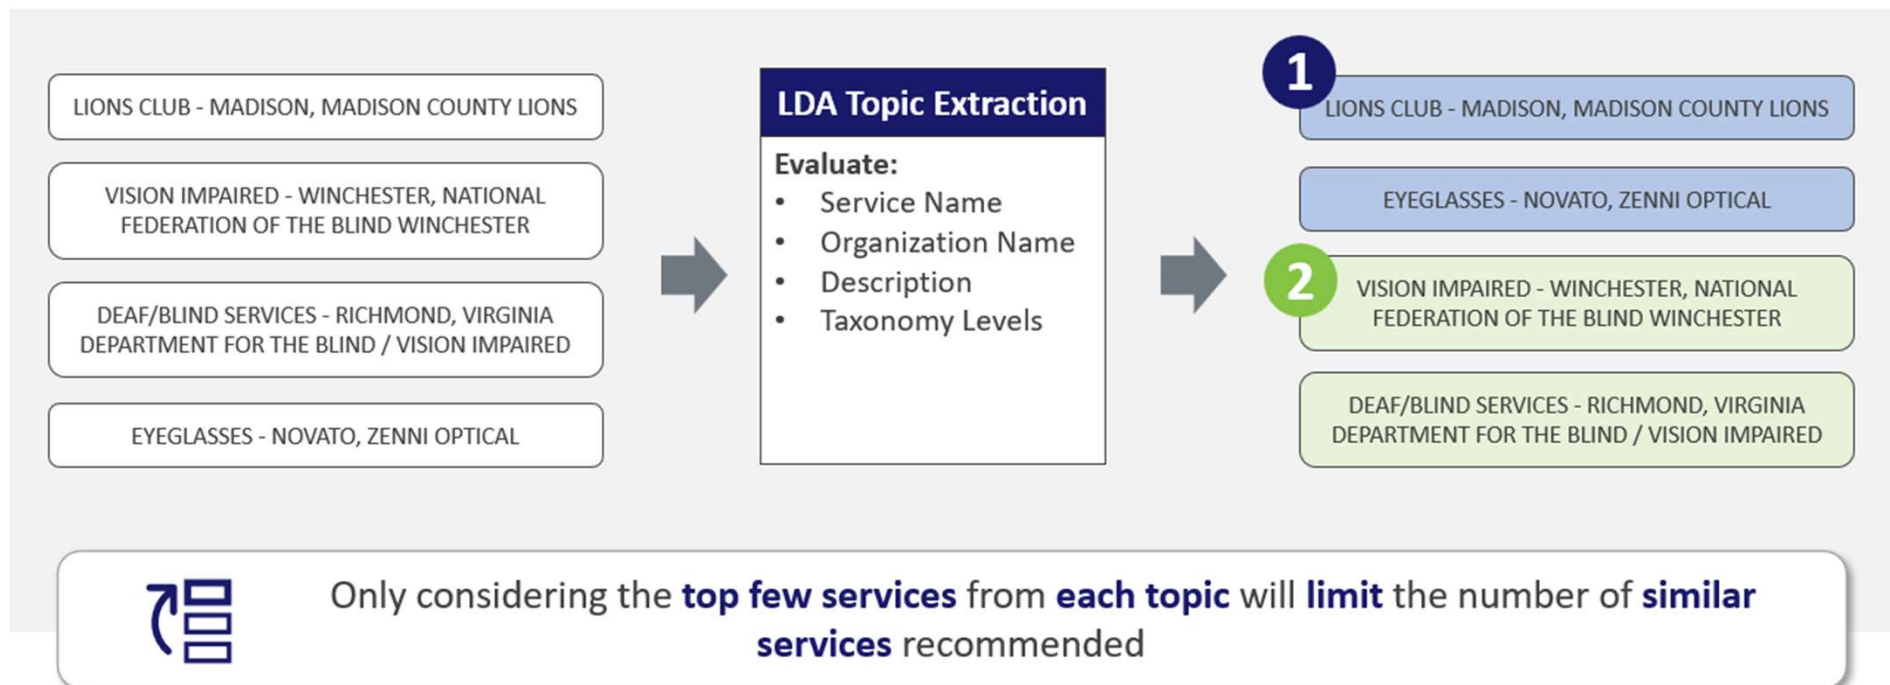 LIONS CLUB - MADISON, MADISON COUNTY LIONS
VISION IMPAIRED - WINCHESTER, NATIONAL
FEDERATION OF THE BLIND WINCHESTER
DEAF/BLIND SERVICES - RICHMOND, VIRGINIA
DEPARTMENT FOR THE BLIND / VISION IMPAIRED
EYEGLASSES - NOVATO, ZENNI OPTICAL
LDA Topic Extraction
Evaluate:
• Service Name
• Organization Name
• Description
• Taxonomy Levels
1
LIONS CLUB - MADISON, MADISON COUNTY LIONS
EYEGLASSES - NOVATO, ZENNI OPTICAL
2
VISION IMPAIRED - WINCHESTER, NATIONAL
FEDERATION OF THE BLIND WINCHESTER
DEAF/BLIND SERVICES - RICHMOND, VIRGINIA
DEPARTMENT FOR THE BLIND / VISION IMPAIRED
Only considering the top few services from each topic will limit the number of similar
services recommended